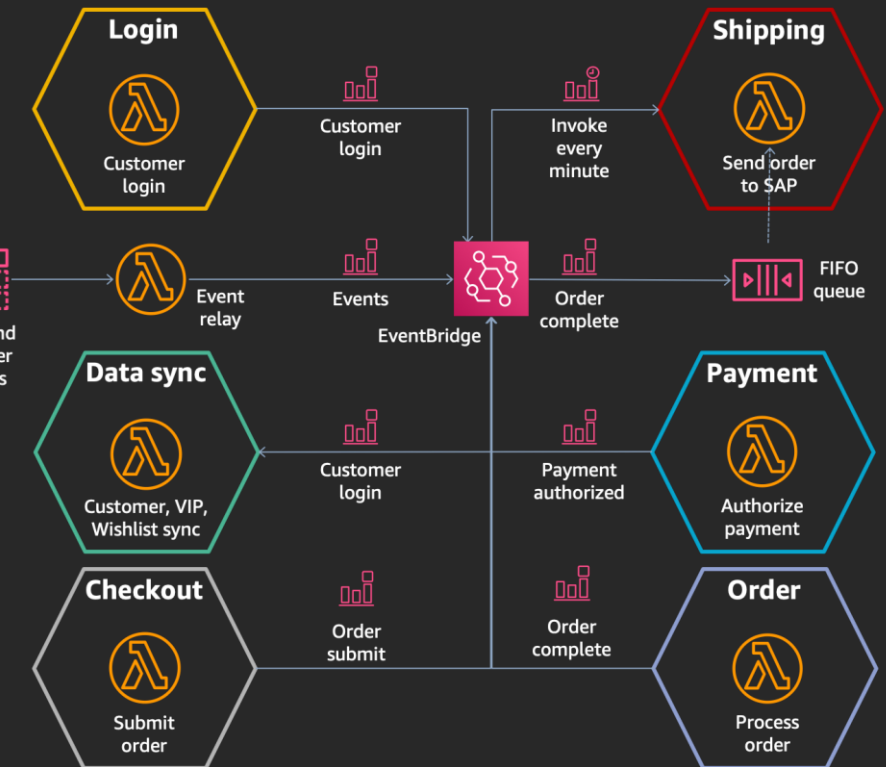 Login
Shipping
Customer
login
Customer
login
Invoke
every
minute
Send order
to SAP
Event
relay
Events
EventBridge
Order
complete
FIFO
queue
Data sync
Payment
Customer, VIP,
Wishlist sync
Customer
login
Payment
authorized
Authorize
payment
Checkout
Order
Order
submit
Order
complete
Submit
order
Process
order